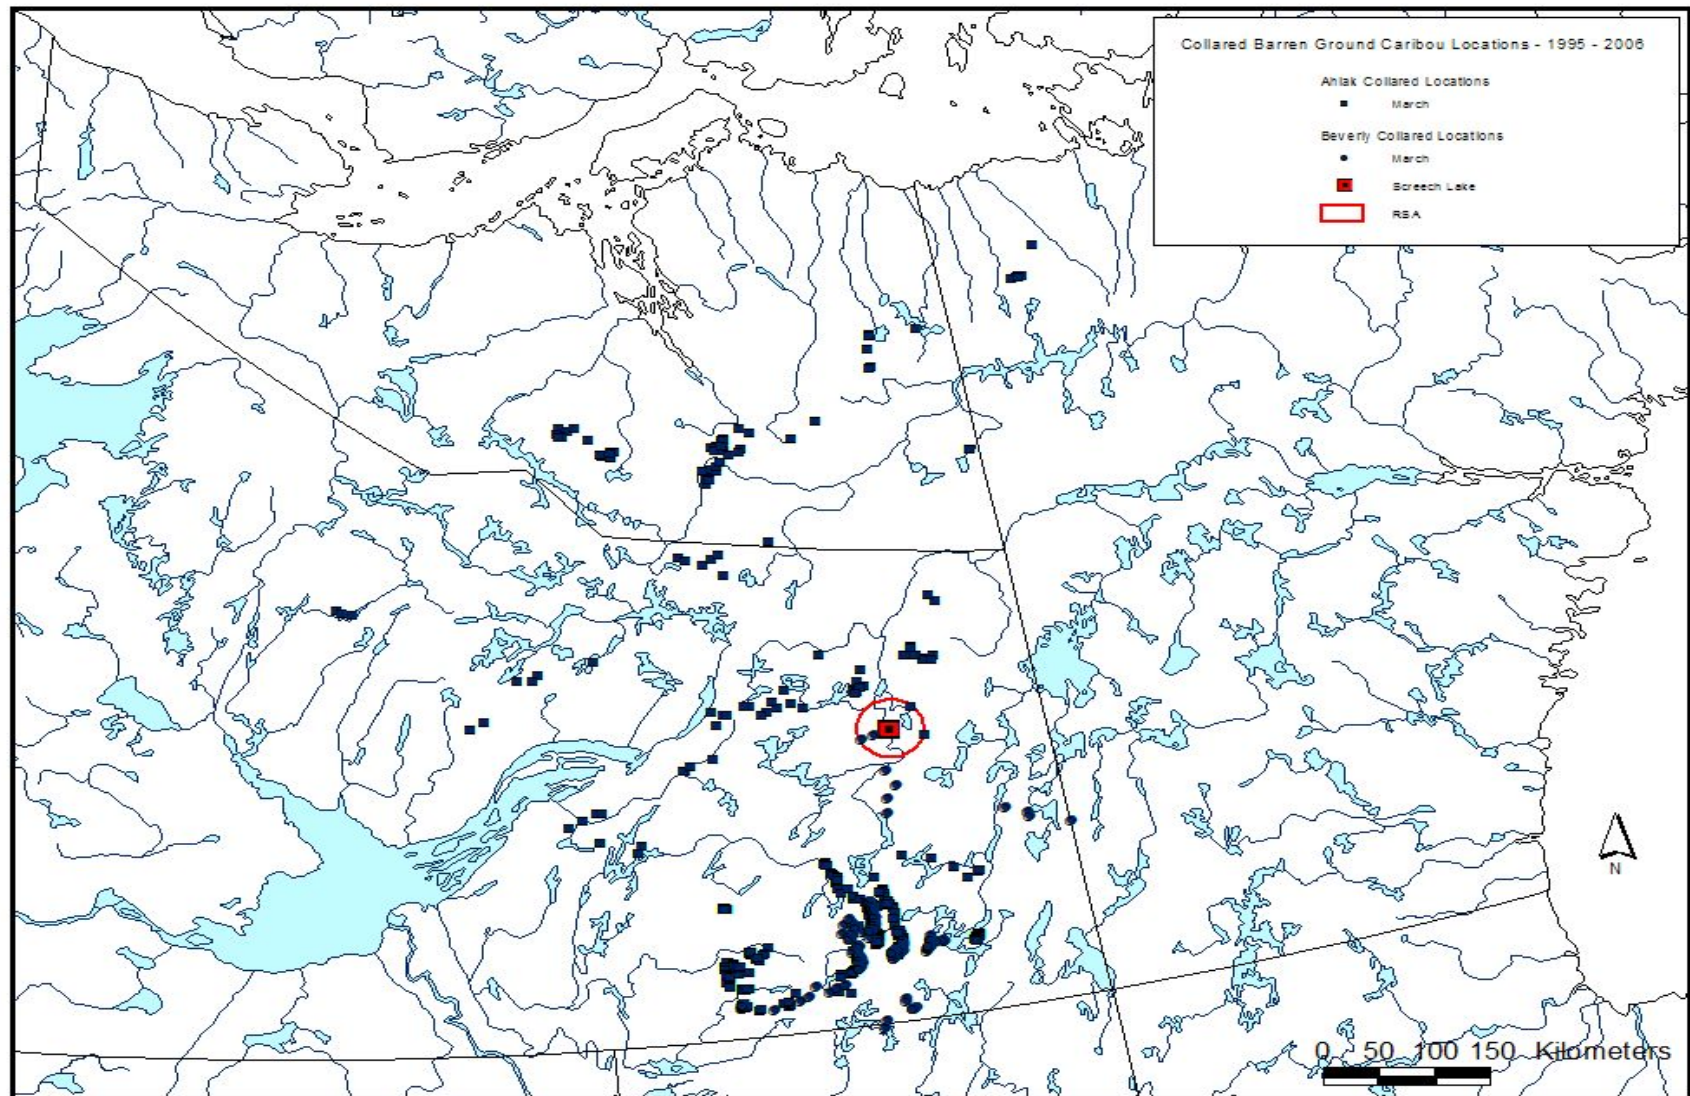 Collared Barren Ground Caribou Locations - 1995 - 2006
Ahiak Collared Locations
March
Beverly Collared Locations
March
Screech Lake
RSA
N
0 50 100 150 Kilometers